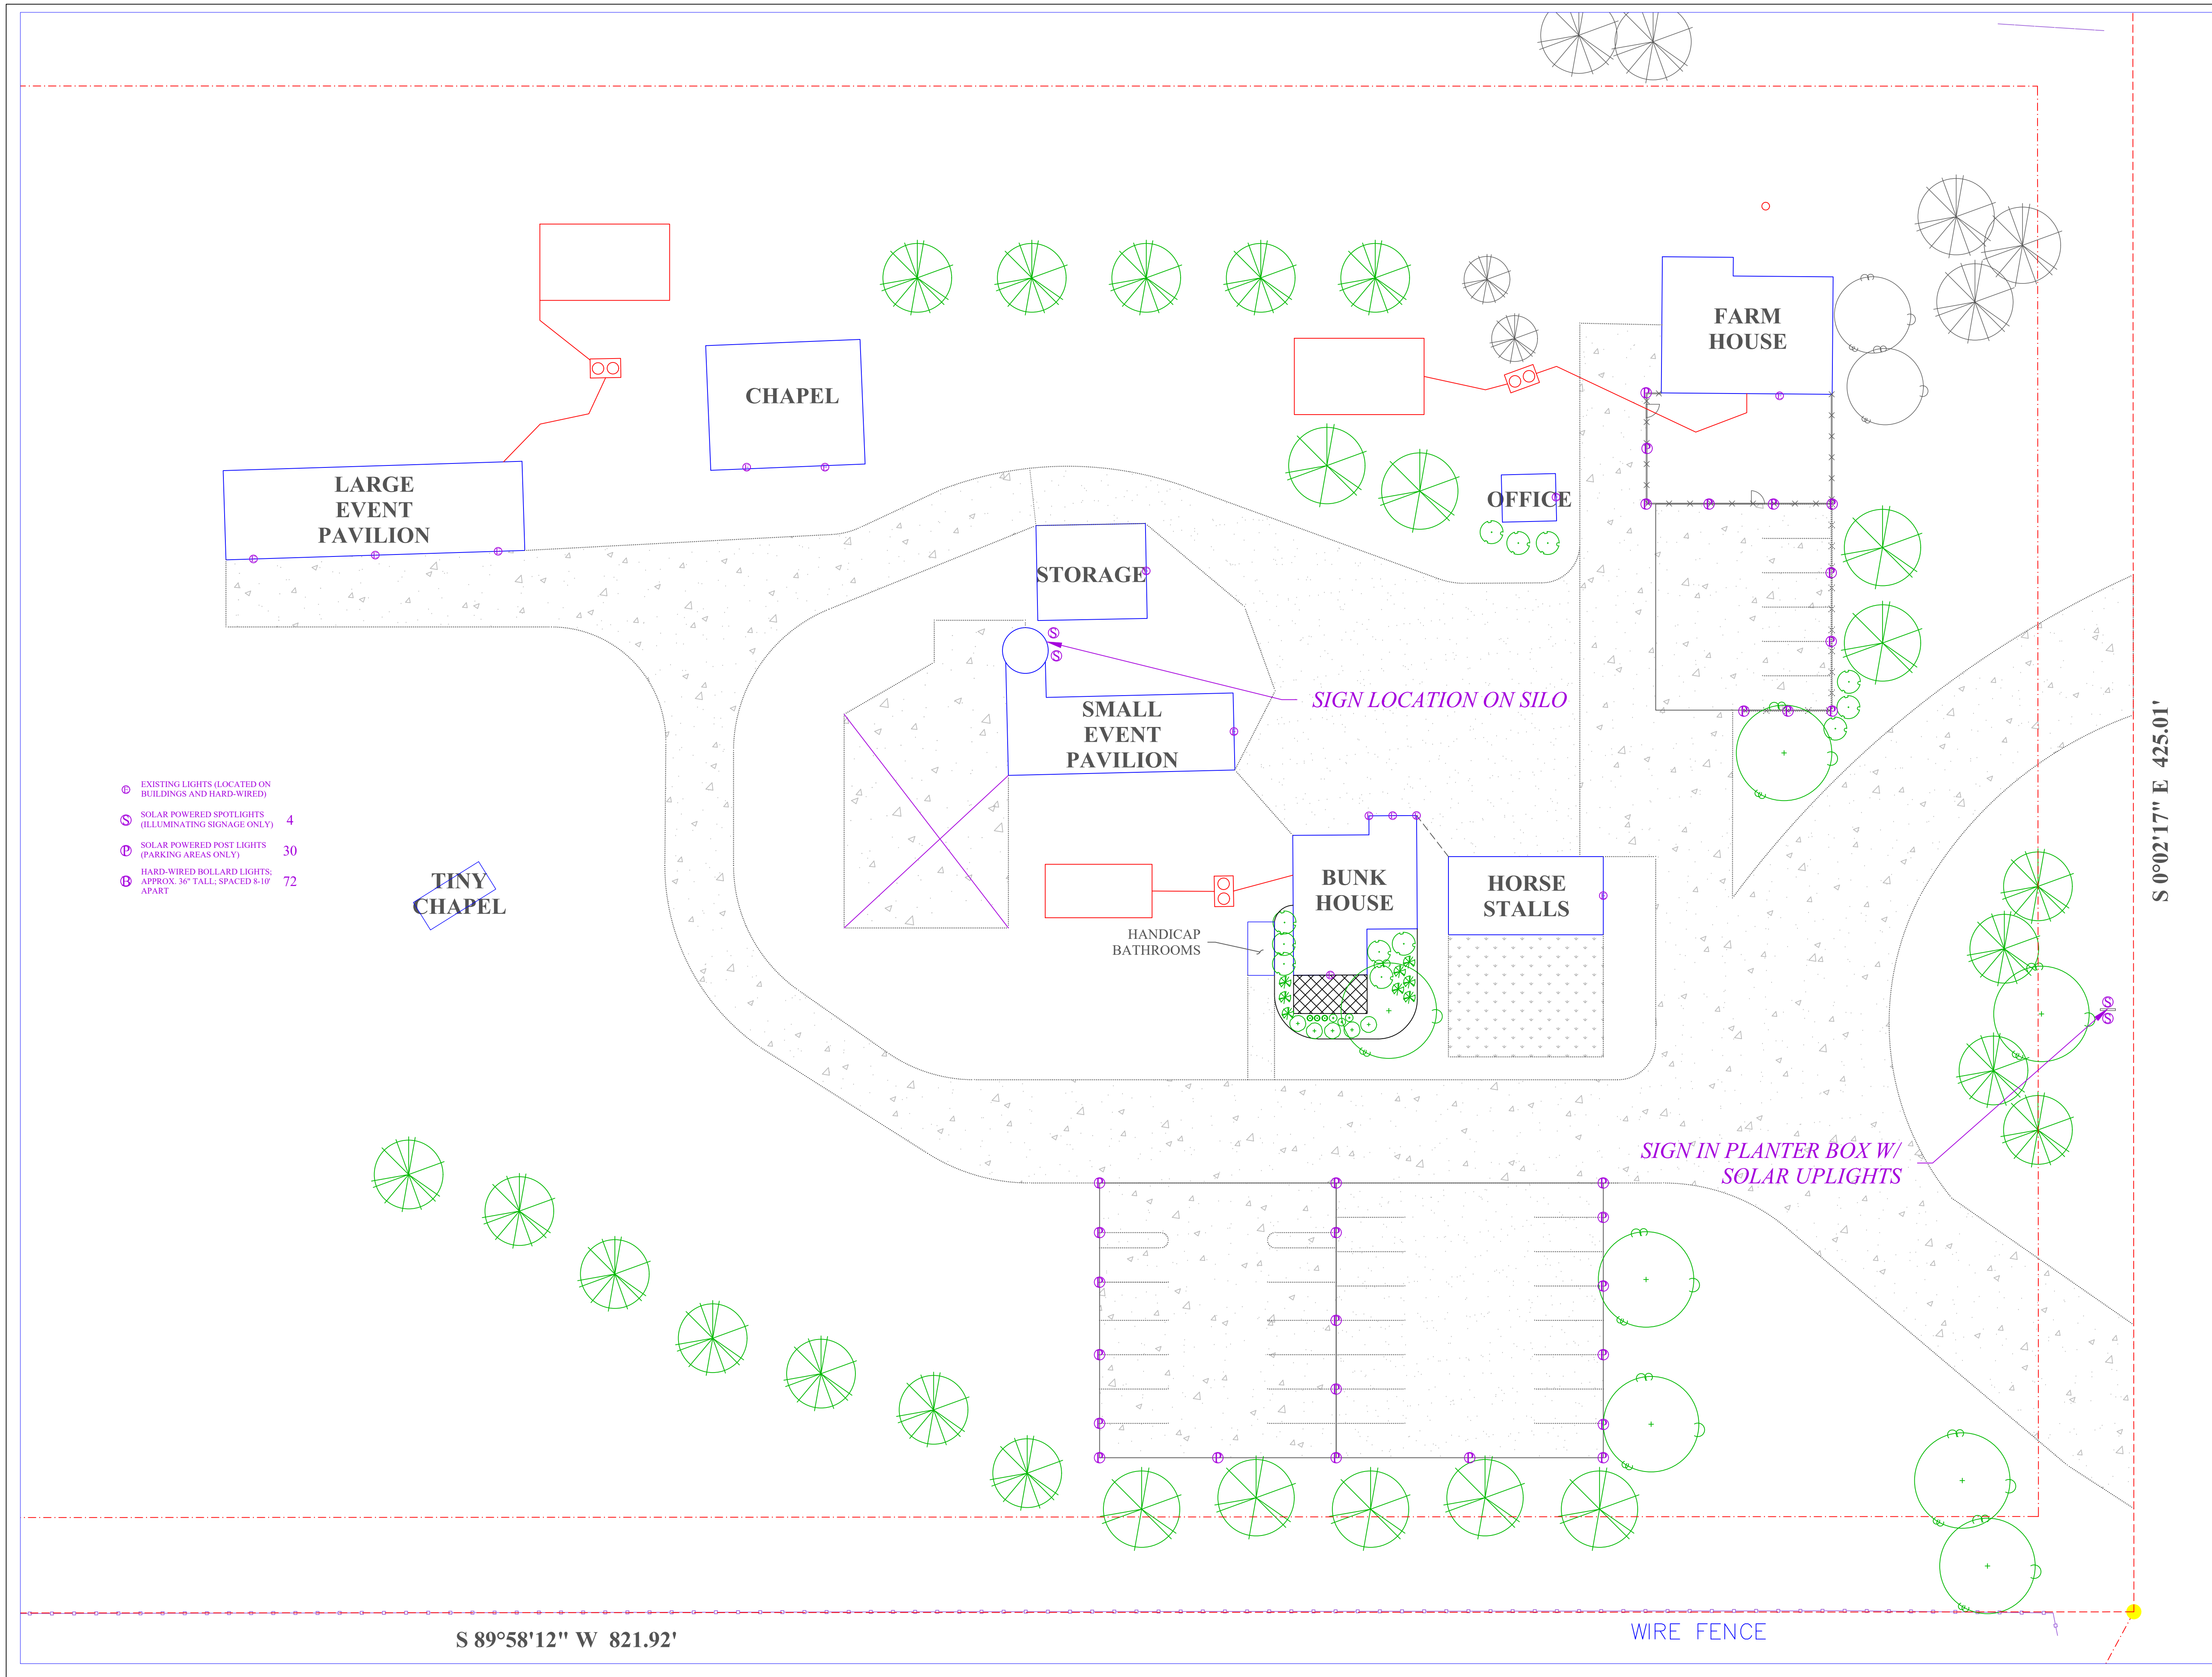 FARM
HOUSE
CHAPEL
LARGE
EVENT
PAVILION
OFFICE
STORAGE
SIGN LOCATION ON SILO
SMALL
EVENT
PAVILION
S 0°02'17" E  425.01'
E EXISTING LIGHTS (LOCATED ON
BUILDINGS AND HARD-WIRED)
S SOLAR POWERED SPOTLIGHTS
(ILLUMINATING SIGNAGE ONLY) 4
P SOLAR POWERED POST LIGHTS
(PARKING AREAS ONLY) 30
B HARD-WIRED BOLLARD LIGHTS;
APPROX. 36" TALL; SPACED 8-10'
APART 72
TINY
CHAPEL
BUNK
HOUSE
HORSE
STALLS
HANDICAP
BATHROOMS
SIGN IN PLANTER BOX W/
SOLAR UPLIGHTS
S 89°58'12" W  821.92'
WIRE FENCE